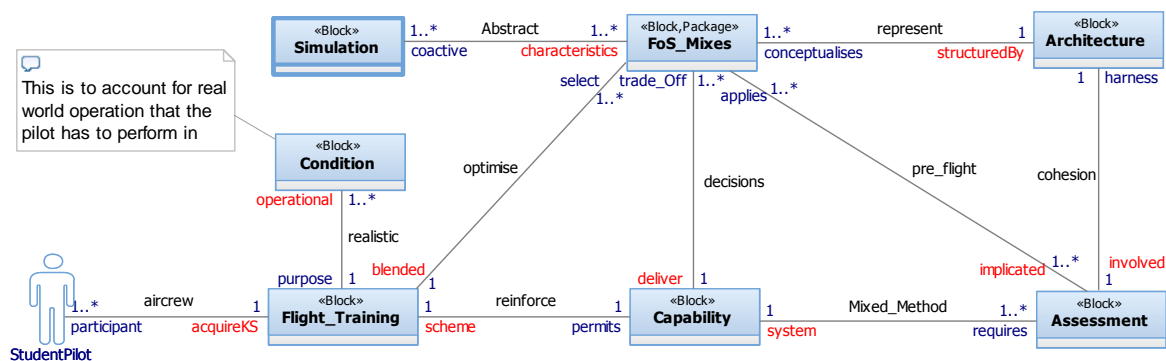 «Block»
Simulation
1..*
coactive
Abstract
1..*
characteristics
«Block,Package»
FoS_Mixes
1..*
conceptualises
represent
1
structuredBy
«Block»
Architecture
This is to account for real
world operation that the
pilot has to perform in
select
1..*
trade_Off
1..*
applies
1..*
1
harness
«Block»
Condition
operational
1..*
optimise
decisions
pre_flight
cohesion
realistic
purpose
1
blended
1
deliver
1
implicated
1..*
involved
1
1..*
participant
StudentPilot
aircrew
1
acquireKS
«Block»
Flight_Training
1
scheme
reinforce
1
permits
«Block»
Capability
1
system
Mixed_Method
1..*
requires
«Block»
Assessment